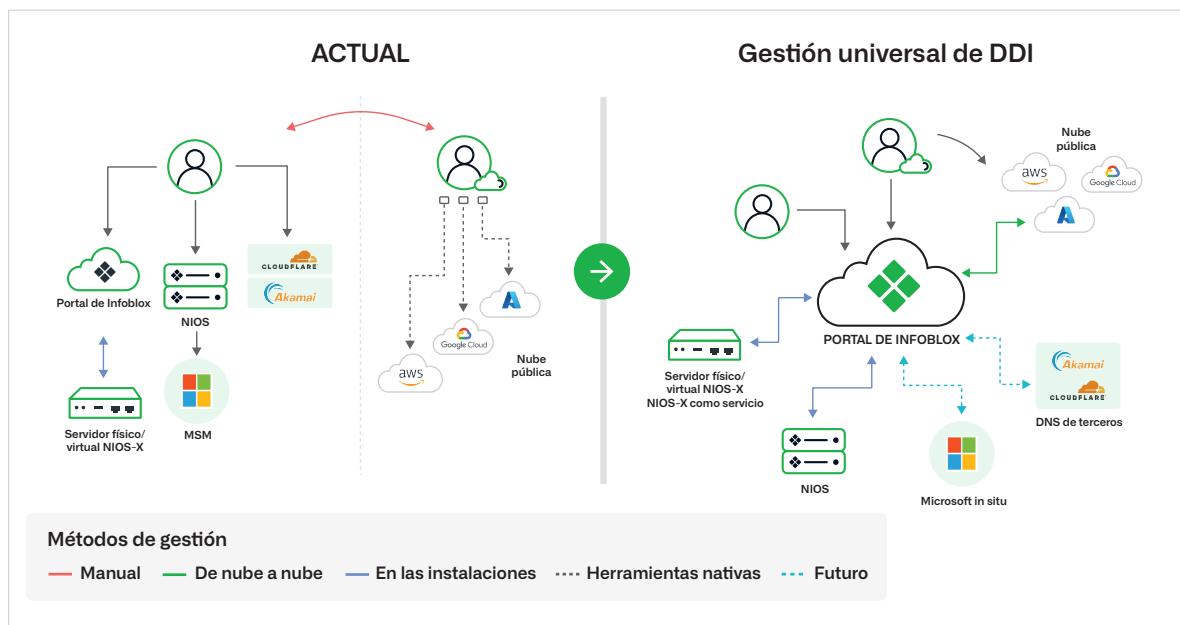 ACTUAL
Gestión universal de DDI
Portal de Infoblox
Servidor físico/
virtual NIOS-X
NIOS
MSM
CLOUDFLARE
Akamai
aws
Google Cloud
Nube
pública
Nube
pública
aws
Google Cloud
PORTAL DE INFOBLOX
Servidor físico/
virtual NIOS-X
NIOS-X como servicio
NIOS
Microsoft in situ
Akamai
CLOUDFLARE
DNS de terceros
Métodos de gestión
Manual
De nube a nube
En las instalaciones
Herramientas nativas
Futuro